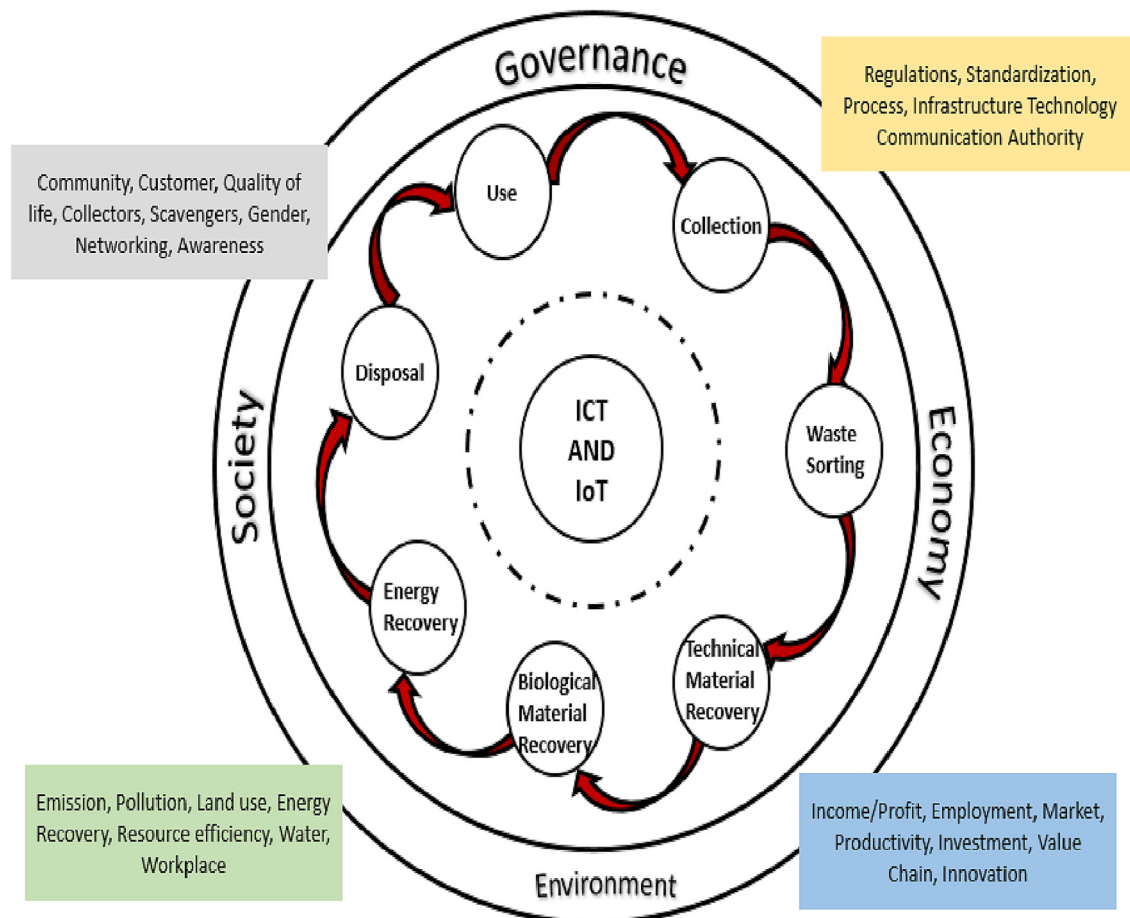 Governance
Regulations, Standardization,
Process, Infrastructure Technology
Communication Authority
Community, Customer, Quality of
life, Collectors, Scavengers, Gender,
Networking, Awareness
Use
Collection
Disposal
Waste
Sorting
ICT
AND
IoT
Society
Economy
Energy
Recovery
Biological
Material
Recovery
Technical
Material
Recovery
Emission, Pollution, Land use, Energy
Recovery, Resource efficiency, Water,
Workplace
Income/Profit, Employment, Market,
Productivity, Investment, Value
Chain, Innovation
Environment